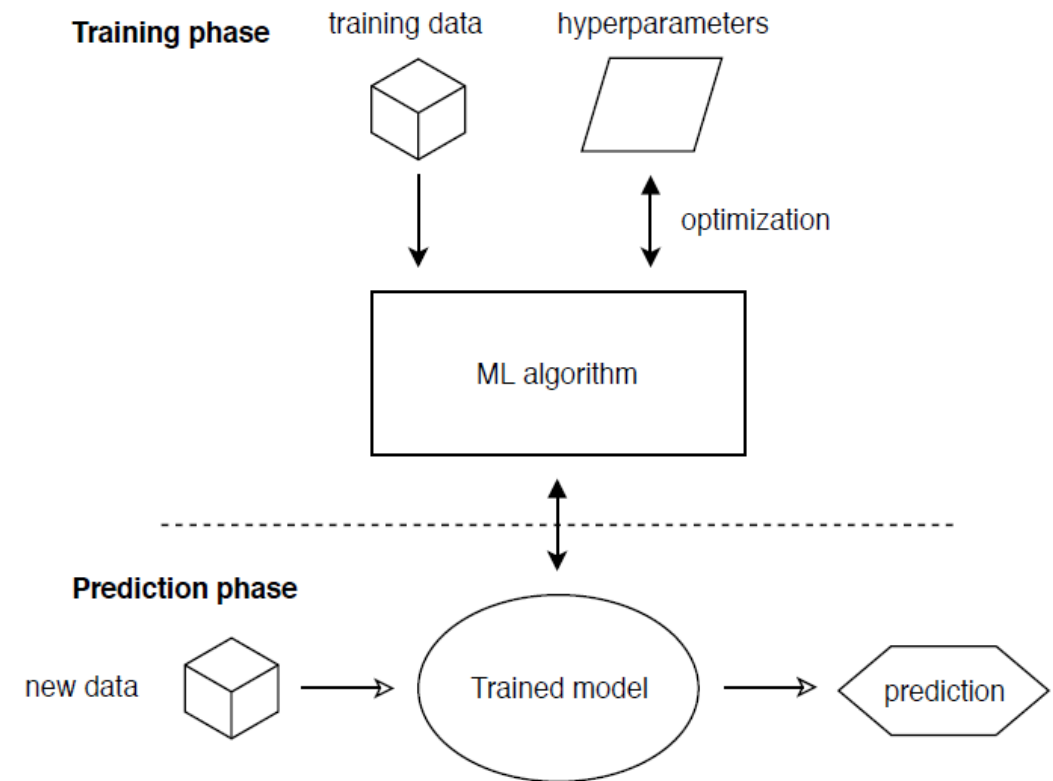 Training phase
training data
hyperparameters
optimization
ML algorithm
Prediction phase
new data
Trained model
prediction